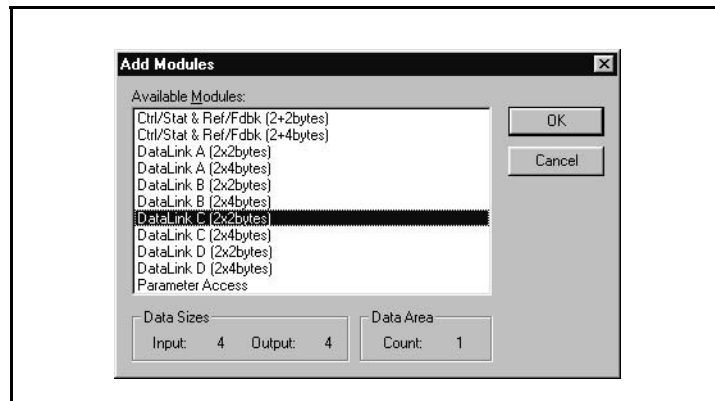 Add Modules
Available Modules:
Ctrl/Stat & Ref/Fdbk (2+2bytes)
Ctrl/Stat & Ref/Fdbk (2+4bytes)
DataLink A (2x2bytes)
DataLink A (2x4bytes)
DataLink B (2x2bytes)
DataLink B (2x4bytes)
DataLink C (2x2bytes)
DataLink C (2x4bytes)
DataLink D (2x2bytes)
DataLink D (2x4bytes)
Parameter Access
OK
Cancel
Data Sizes
Input: 4 Output: 4
Data Area
Count: 1